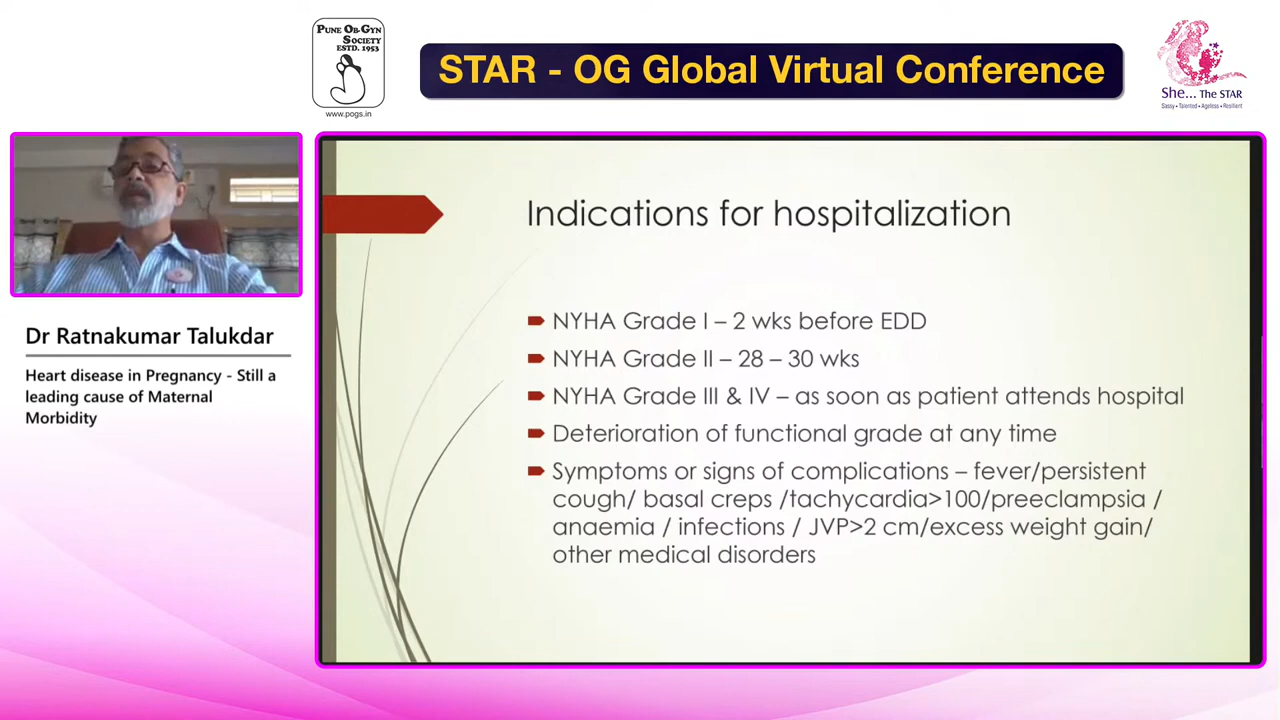 PUNE OB-GYN
SOCIETY
ESTD. 1953
www.pogs.in
STAR - OG Global Virtual Conference
She... The STAR
Sassy • Talented • Ageless • Resilient
Dr Ratnakumar Talukdar
Heart disease in Pregnancy - Still a
leading cause of Maternal
Morbidity
Indications for hospitalization
NYHA Grade I – 2 wks before EDD
NYHA Grade II – 28 – 30 wks
NYHA Grade III & IV – as soon as patient attends hospital
Deterioration of functional grade at any time
Symptoms or signs of complications – fever/persistent
cough/ basal creps /tachycardia>100/preeclampsia /
anaemia / infections / JVP>2 cm/excess weight gain/
other medical disorders